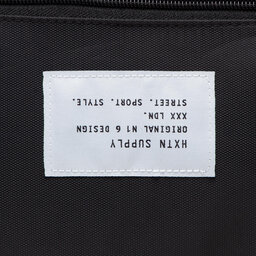 HXTN SUPPLY
ORIGINAL N1 6 DESIGN
XXX LDN.
STREET. SPORT. STYLE.